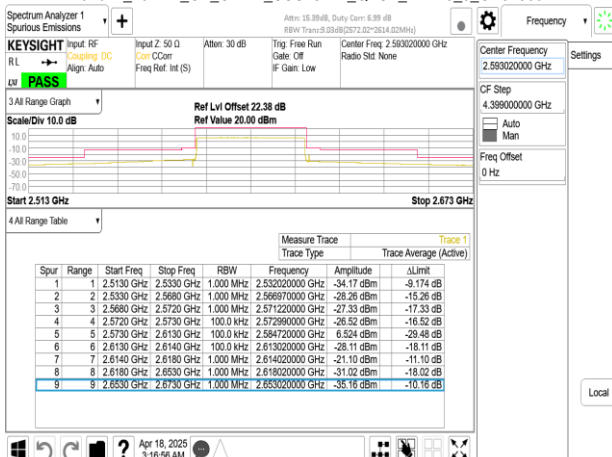 Spectrum Analyzer 1
Spurious Emissions
Attn: 15.39dB, Duty Corr: 6.99 dB
RBW Trans:9.03dB(2572.02~2614.02MHz)
Frequency
KEYSIGHT Input: RF Input Z: 50 Ω Atten: 30 dB Trig: Free Run Center Freq: 2.593020000 GHz
RL Coupling: DC Corr CCorr Gate: Off Radio Std: None
Align: Auto Freq Ref: Int (S) IF Gain: Low
PASS
Center Frequency
2.593020000 GHz
Settings
CF Step
4.399000000 GHz
Auto
Man
Freq Offset
0 Hz
3 All Range Graph
Ref Lvl Offset 22.38 dB
Scale/Div 10.0 dB Ref Value 20.00 dBm
10.0
-10.0
-30.0
-50.0
-70.0
Start 2.513 GHz Stop 2.673 GHz
4 All Range Table
Measure Trace Trace 1
Trace Type Trace Average (Active)
Spur Range Start Freq Stop Freq RBW Frequency Amplitude ΔLimit
1 1 2.5130 GHz 2.5330 GHz 1.000 MHz 2.532020000 GHz -34.17 dBm -9.174 dB
2 2 2.5330 GHz 2.5680 GHz 1.000 MHz 2.566970000 GHz -28.26 dBm -15.26 dB
3 3 2.5680 GHz 2.5720 GHz 1.000 MHz 2.571220000 GHz -27.33 dBm -17.33 dB
4 4 2.5720 GHz 2.5730 GHz 100.0 kHz 2.572990000 GHz -26.52 dBm -16.52 dB
5 5 2.5730 GHz 2.6130 GHz 100.0 kHz 2.584720000 GHz 6.524 dBm -29.48 dB
6 6 2.6130 GHz 2.6140 GHz 100.0 kHz 2.613020000 GHz -28.11 dBm -18.11 dB
7 7 2.6140 GHz 2.6180 GHz 1.000 MHz 2.614020000 GHz -21.10 dBm -11.10 dB
8 8 2.6180 GHz 2.6530 GHz 1.000 MHz 2.618020000 GHz -31.02 dBm -18.02 dB
9 9 2.6530 GHz 2.6730 GHz 1.000 MHz 2.653020000 GHz -35.16 dBm -10.16 dB
Local
Apr 18, 2025
3:16:56 AM